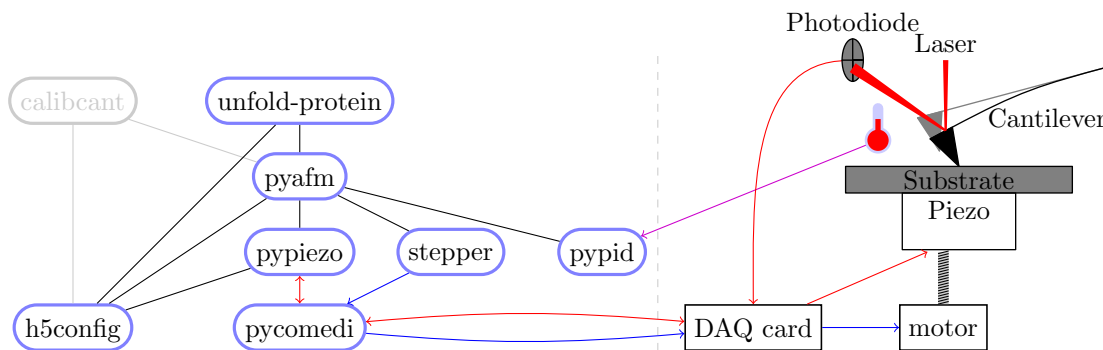 Photodiode
Laser
calibcant
unfold-protein
Cantilever
pyafm
Substrate
Piezo
pypiezo
stepper
pypid
h5config
pycomedi
DAQ card
motor